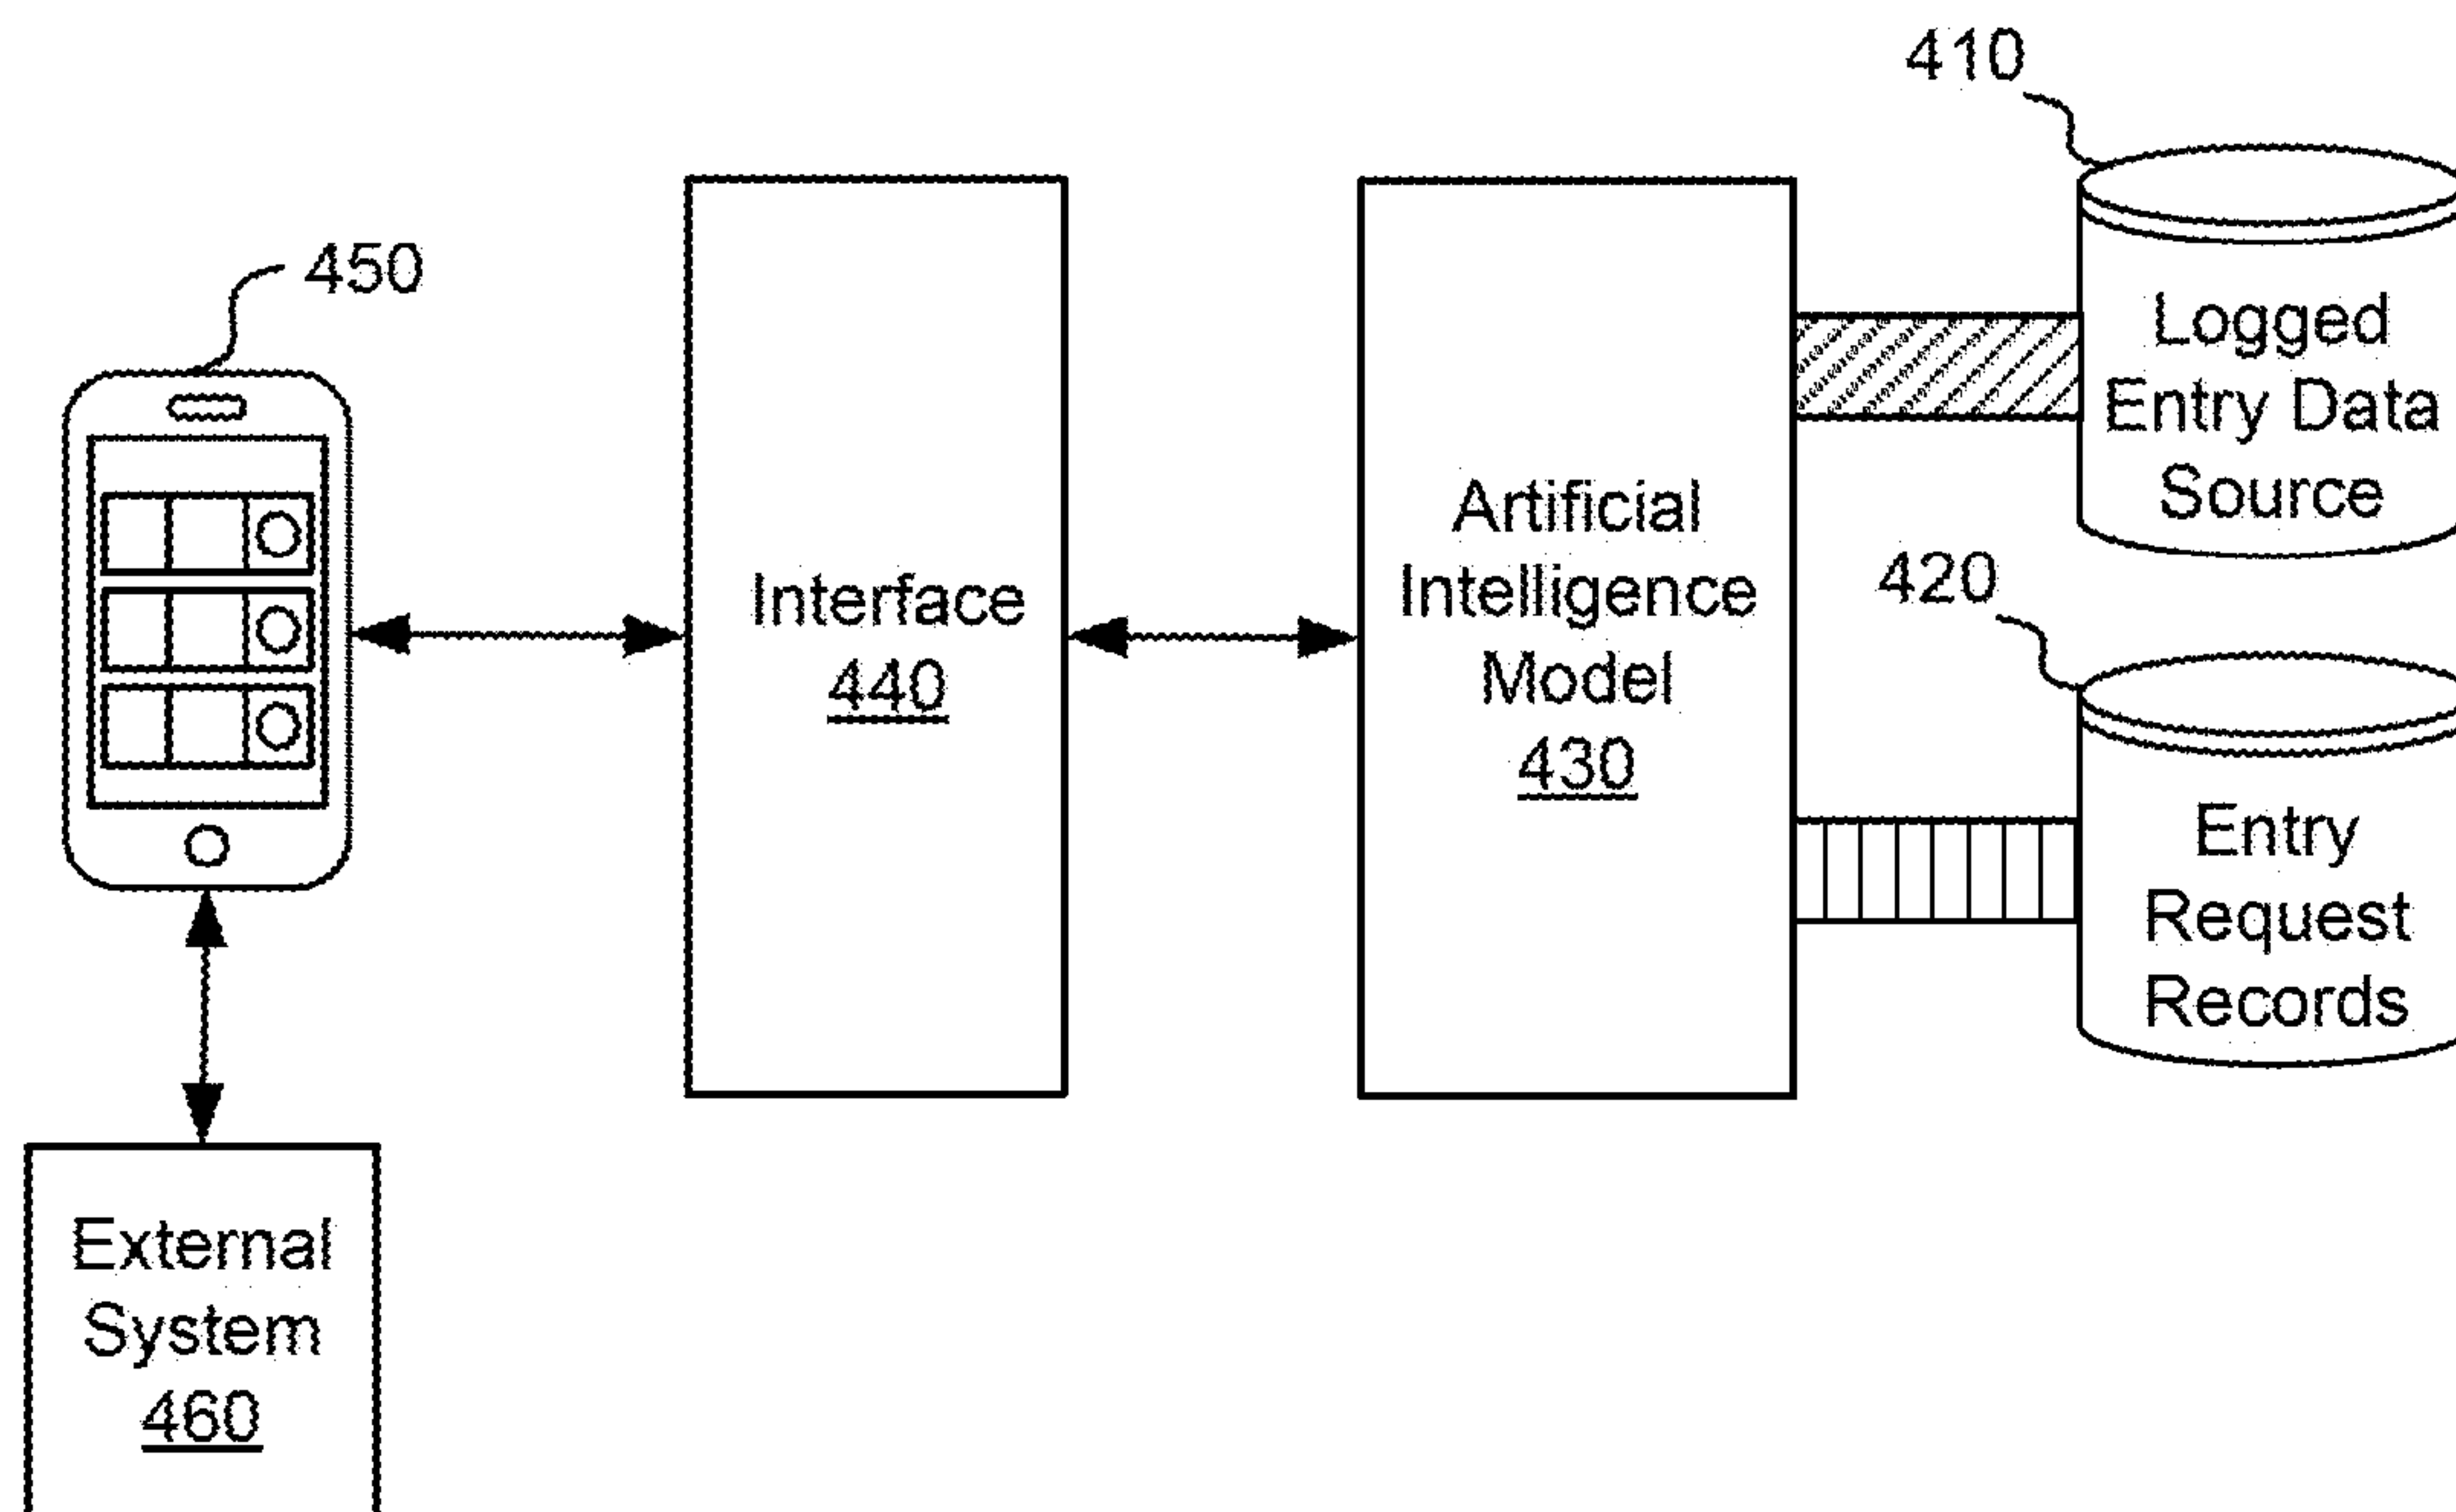 410
450
Logged
Entry Data
Source
Artificial
Intelligence
Model
430
Interface
440
420
Entry
Request
Records
External
System
460